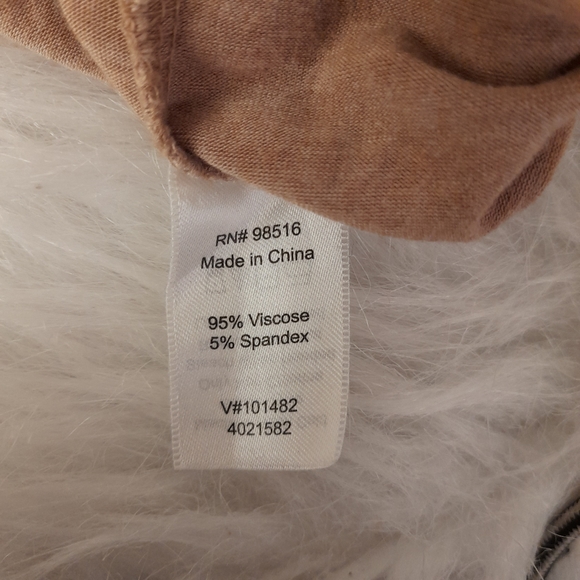 RN# 98516
Made in China
95% Viscose
5% Spandex
V#101482
4021582